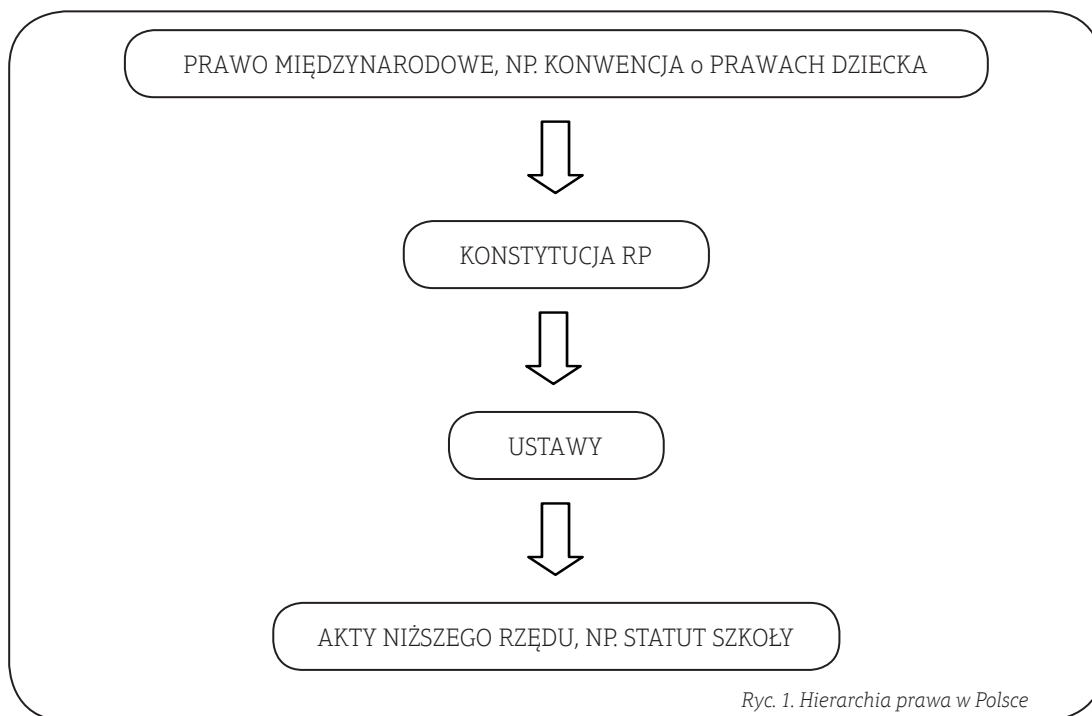 PRAWO MIĘDZYNARODOWE, NP. KONWENCJA o PRAWACH DZIECKA
KONSTYTUCJA RP
USTAWY
AKTY NIŻSZEGO RZĘDU, NP. STATUT SZKOŁY
Ryc. 1. Hierarchia prawa w Polsce